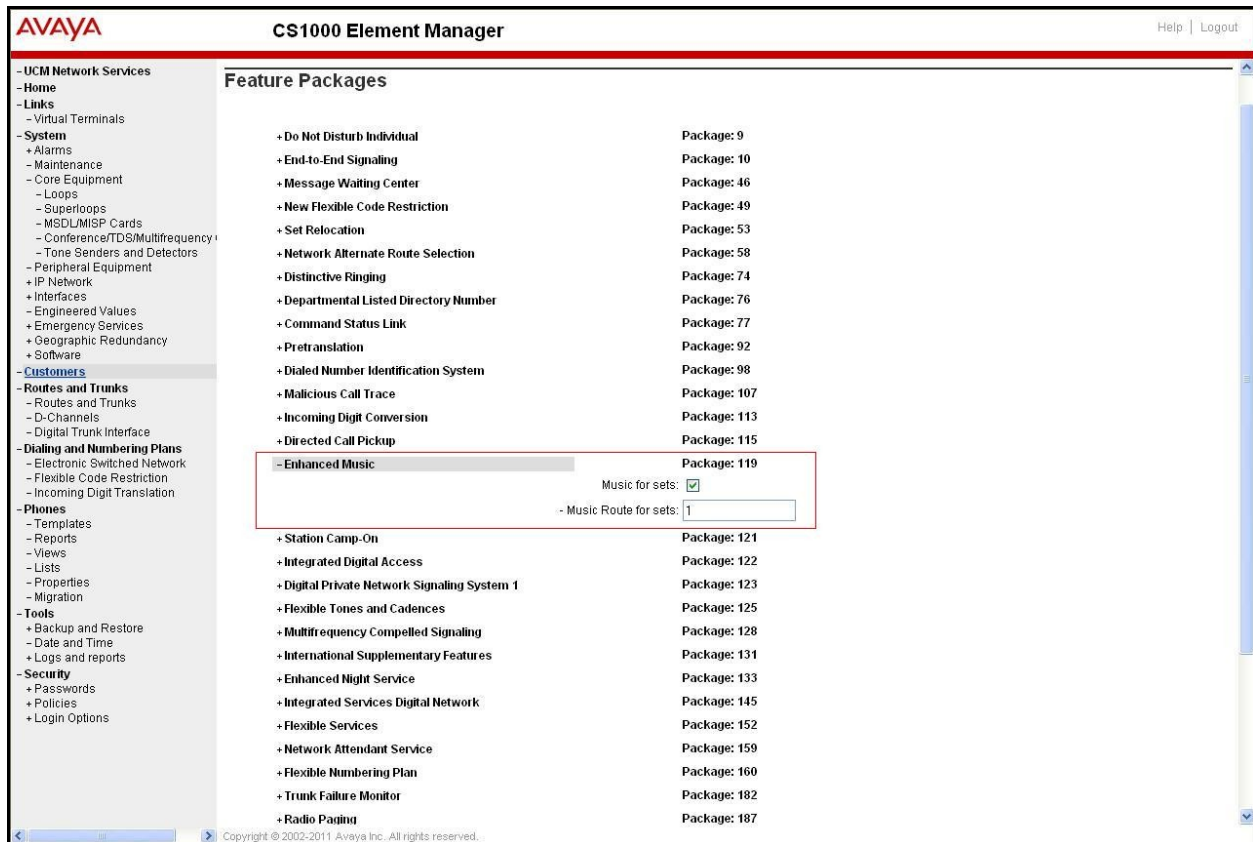 AVAYA
CS1000 Element Manager
Help | Logout
- UCM Network Services
- Home
- Links
- Virtual Terminals
- System
+ Alarms
- Maintenance
- Core Equipment
- Loops
- Superloops
- MSDL/MISP Cards
- Conference/TDS/Multifrequency
- Tone Senders and Detectors
- Peripheral Equipment
+ IP Network
+ Interfaces
- Engineered Values
+ Emergency Services
+ Geographic Redundancy
+ Software
- Customers
- Routes and Trunks
- Routes and Trunks
- D-Channels
- Digital Trunk Interface
- Dialing and Numbering Plans
- Electronic Switched Network
- Flexible Code Restriction
- Incoming Digit Translation
- Phones
- Templates
- Reports
- Views
- Lists
- Properties
- Migration
- Tools
+ Backup and Restore
- Date and Time
+ Logs and reports
- Security
+ Passwords
+ Policies
+ Login Options
Feature Packages
+ Do Not Disturb Individual Package: 9
+ End-to-End Signaling Package: 10
+ Message Waiting Center Package: 46
+ New Flexible Code Restriction Package: 49
+ Set Relocation Package: 53
+ Network Alternate Route Selection Package: 58
+ Distinctive Ringing Package: 74
+ Departmental Listed Directory Number Package: 76
+ Command Status Link Package: 77
+ Pretranslation Package: 92
+ Dialed Number Identification System Package: 98
+ Malicious Call Trace Package: 107
+ Incoming Digit Conversion Package: 113
+ Directed Call Pickup Package: 115
- Enhanced Music Package: 119
Music for sets:
- Music Route for sets: 1
+ Station Camp-On Package: 121
+ Integrated Digital Access Package: 122
+ Digital Private Network Signaling System 1 Package: 123
+ Flexible Tones and Cadences Package: 125
+ Multifrequency Compelled Signaling Package: 128
+ International Supplementary Features Package: 131
+ Enhanced Night Service Package: 133
+ Integrated Services Digital Network Package: 145
+ Flexible Services Package: 152
+ Network Attendant Service Package: 159
+ Flexible Numbering Plan Package: 160
+ Trunk Failure Monitor Package: 182
+ Radio Paging Package: 187
Copyright © 2002-2011 Avaya Inc. All rights reserved.